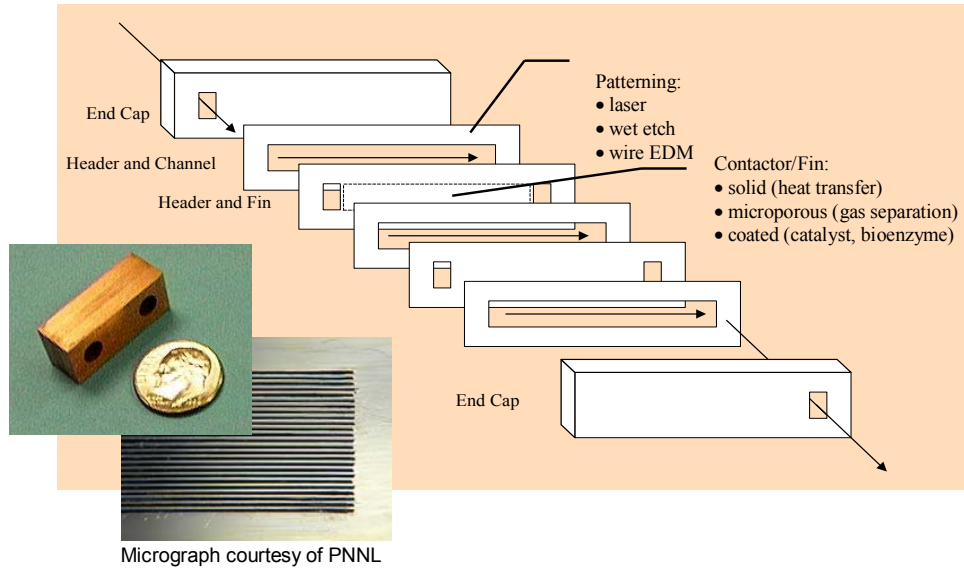 Patterning:
• laser
• wet etch
• wire EDM
End Cap
Header and Channel
Header and Fin
Contactor/Fin:
• solid (heat transfer)
• microporous (gas separation)
• coated (catalyst, bioenzyme)
End Cap
Micrograph courtesy of PNNL